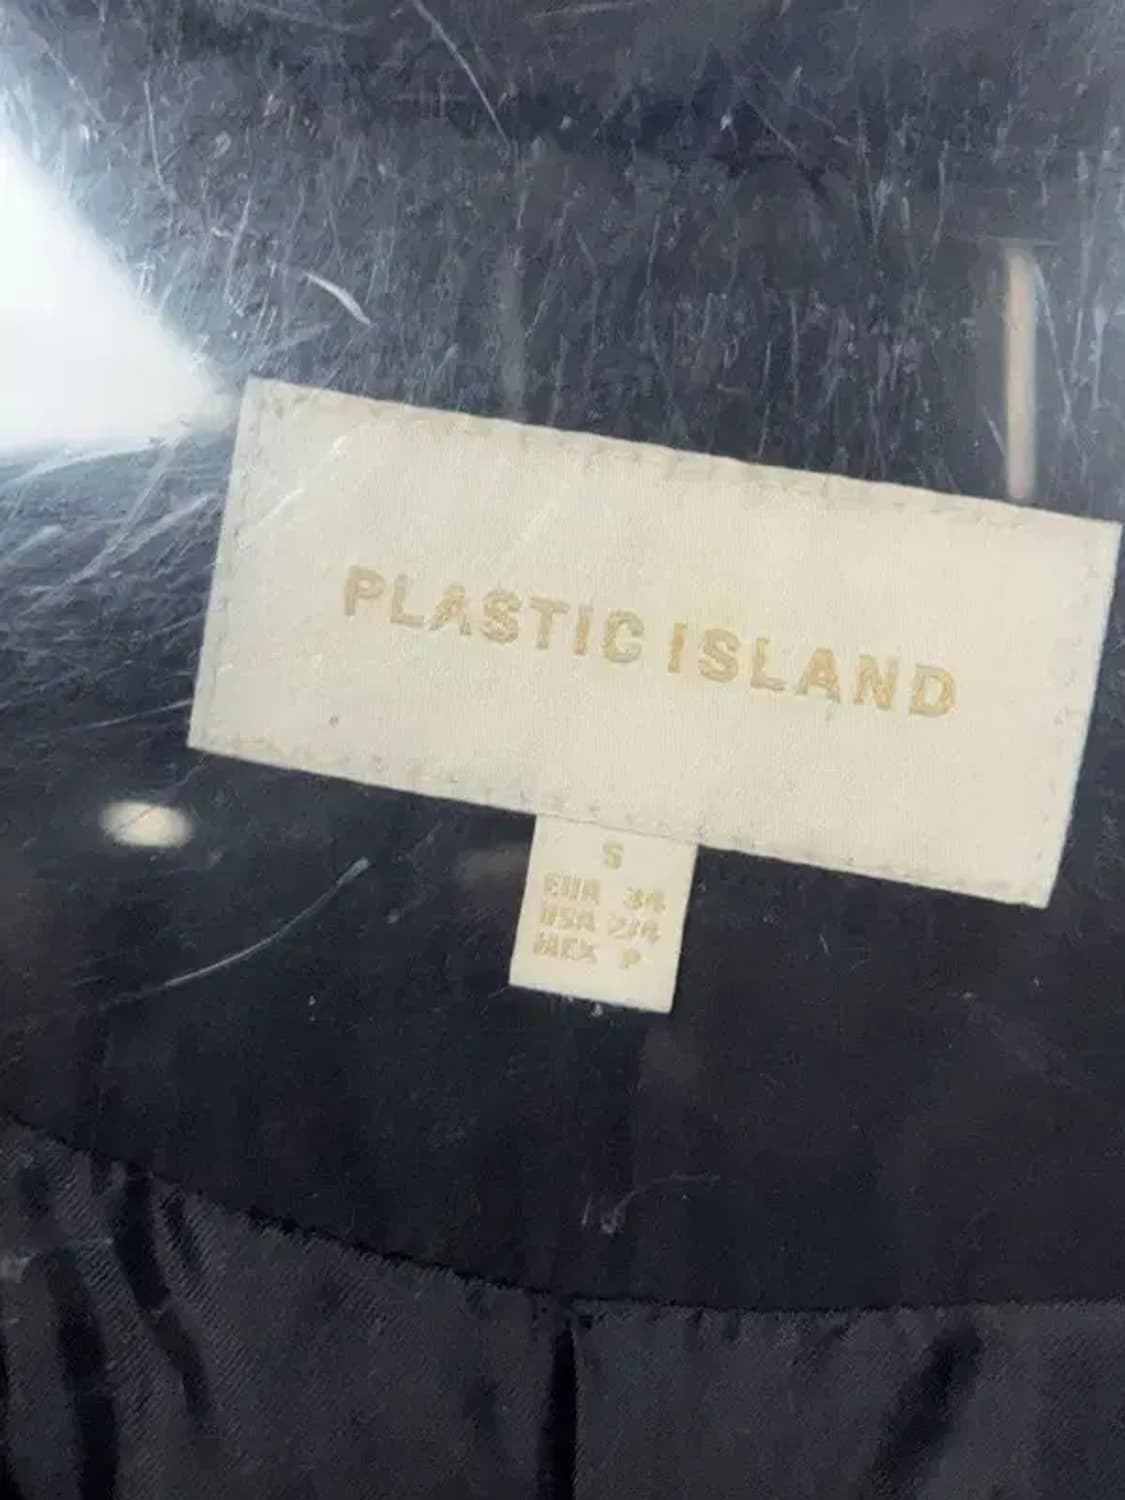 PLASTIC ISLAND
S
EUR 34
USA 2/4
MEX P